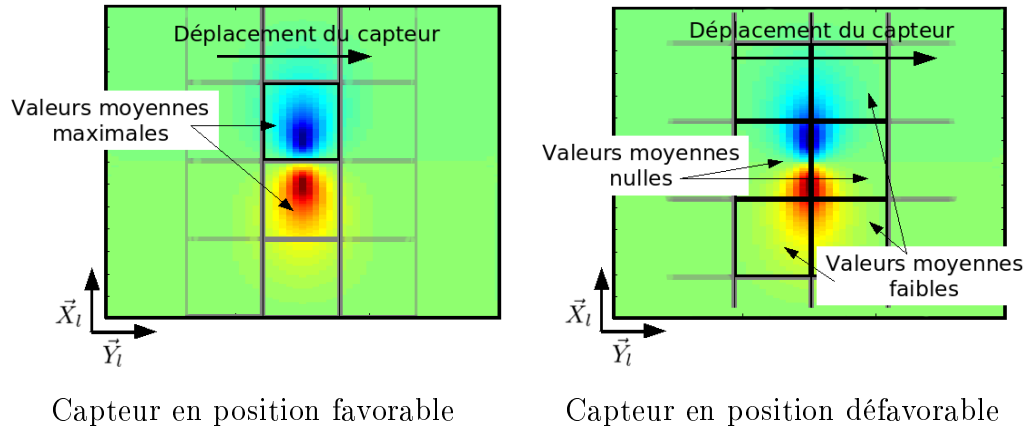 Déplacement du capteur
Valeurs moyennes
maximales
X⃗l
Y⃗l
Capteur en position favorable
Déplacement du capteur
Valeurs moyennes
nulles
Valeurs moyennes
faibles
X⃗l
Y⃗l
Capteur en position défavorable